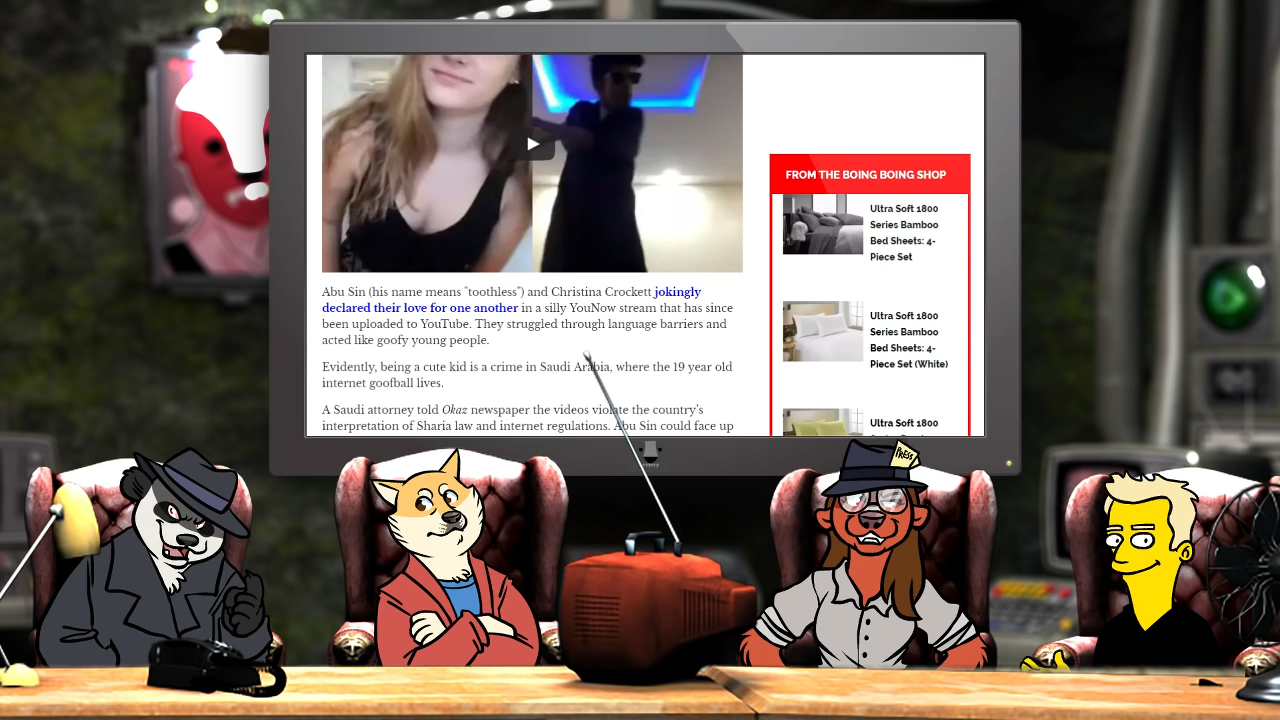 FROM THE BOING BOING SHOP
Ultra Soft 1800
Series Bamboo
Bed Sheets: 4-
Piece Set
Ultra Soft 1800
Series Bamboo
Bed Sheets: 4-
Piece Set (White)
Ultra Soft 1800
Abu Sin (his name means "toothless") and Christina Crockett jokingly
declared their love for one another in a silly YouNow stream that has since
been uploaded to YouTube. They struggled through language barriers and
acted like goofy young people.
Evidently, being a cute kid is a crime in Saudi Arabia, where the 19 year old
internet goofball lives.
A Saudi attorney told Okaz newspaper the videos violate the country's
interpretation of Sharia law and internet regulations. Abu Sin could face up
PRESS